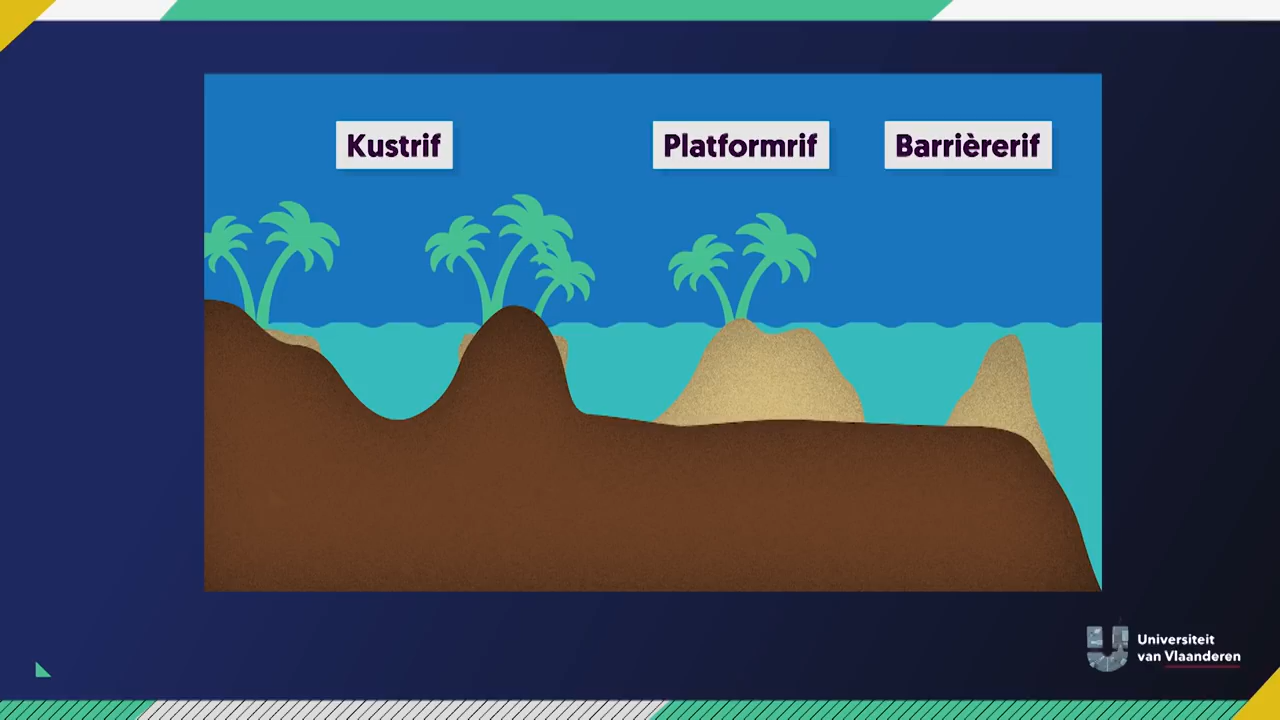 Kustrif
Platformrif
Barrièrerif
Universiteit
van Vlaanderen